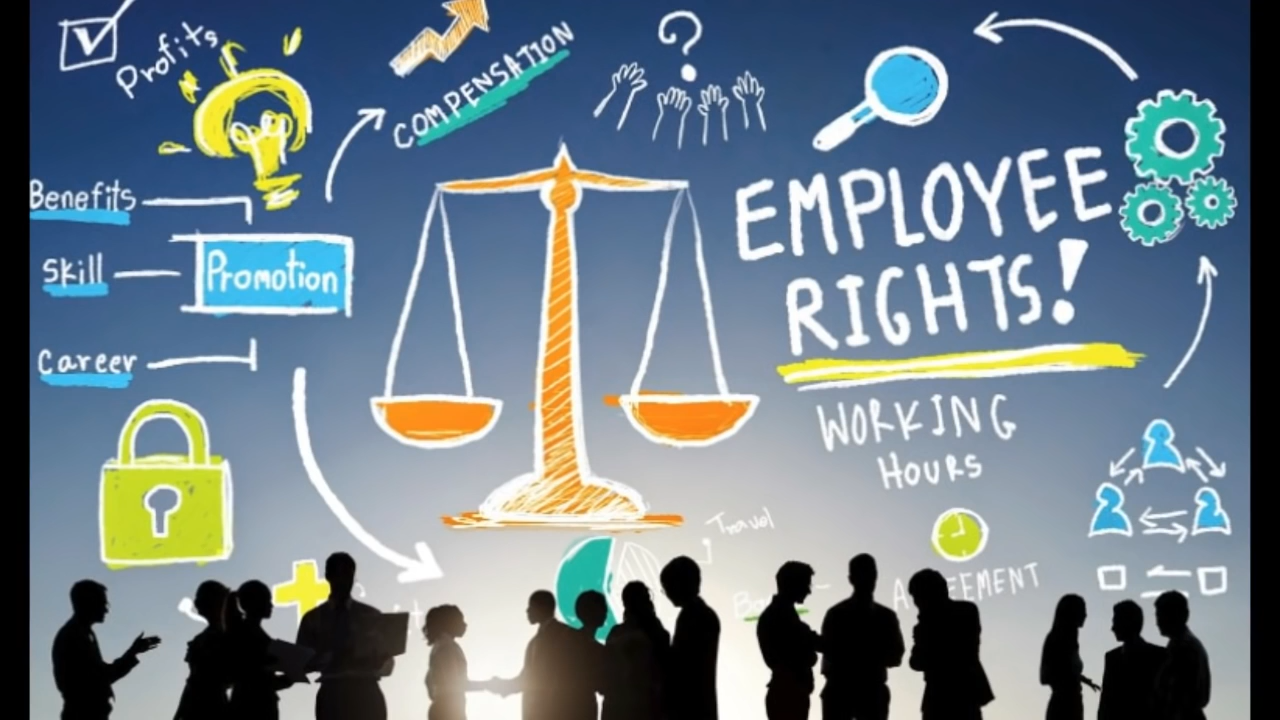 Profits
COMPENSATION
?
Benefits
Skill
Promotion
Career
EMPLOYEE
RIGHTS!
WORKING
HOURS
Travel